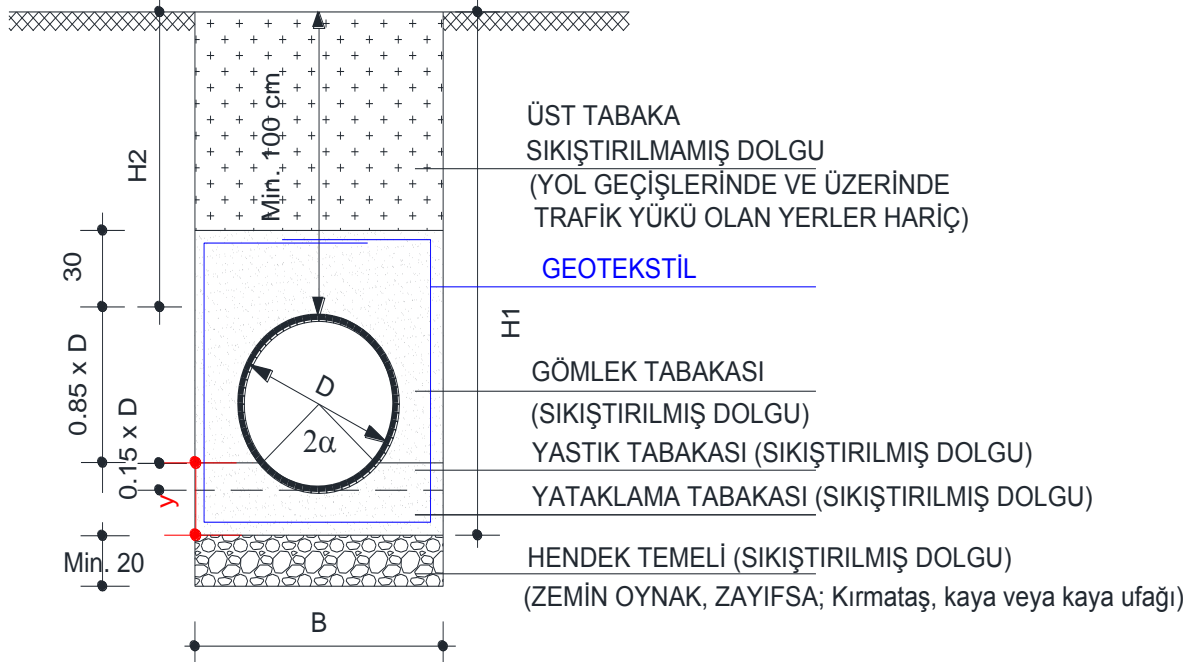 ÜST TABAKA
SIKIŞTIRILMAMIŞ DOLGU
(YOL GEÇİŞLERİNDE VE ÜZERİNDE
TRAFİK YÜKÜ OLAN YERLER HARİÇ)
GEOTEKSTİL
GÖMLEK TABAKASI
(SIKIŞTIRILMIŞ DOLGU)
YASTIK TABAKASI (SIKIŞTIRILMIŞ DOLGU)
YATAKLAMA TABAKASI (SIKIŞTIRILMIŞ DOLGU)
HENDEK TEMELİ (SIKIŞTIRILMIŞ DOLGU)
(ZEMİN OYNAK, ZAYIFSA; Kırmataş, kaya veya kaya ufağı)
H2
Min. 100 cm
30
H1
0.85 x D
0.15 x D
D
2α
y
Min. 20
B